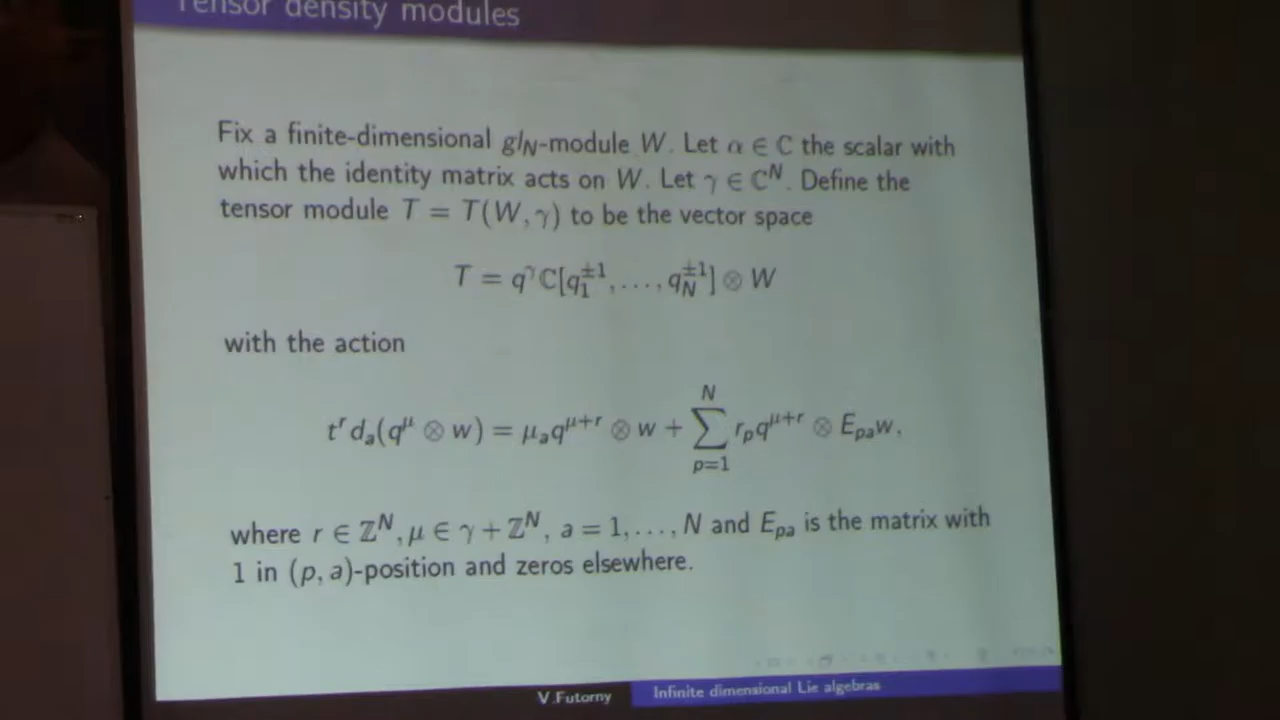 Tensor density modules
Fix a finite-dimensional gl_N-module W. Let α ∈ C the scalar with
which the identity matrix acts on W. Let γ ∈ C^N. Define the
tensor module T = T(W, γ) to be the vector space
T = q^γ C[q_1^{±1}, . . . , q_N^{±1}] ⊗ W
with the action
t^r d_a(q^μ ⊗ w) = μ_a q^{μ+r} ⊗ w + \sum_{p=1}^{N} r_p q^{μ+r} ⊗ E_{pa}w,
where r ∈ Z^N, μ ∈ γ + Z^N, a = 1, . . . , N and E_{pa} is the matrix with
1 in (p, a)-position and zeros elsewhere.
V.Futorny Infinite dimensional Lie algebras